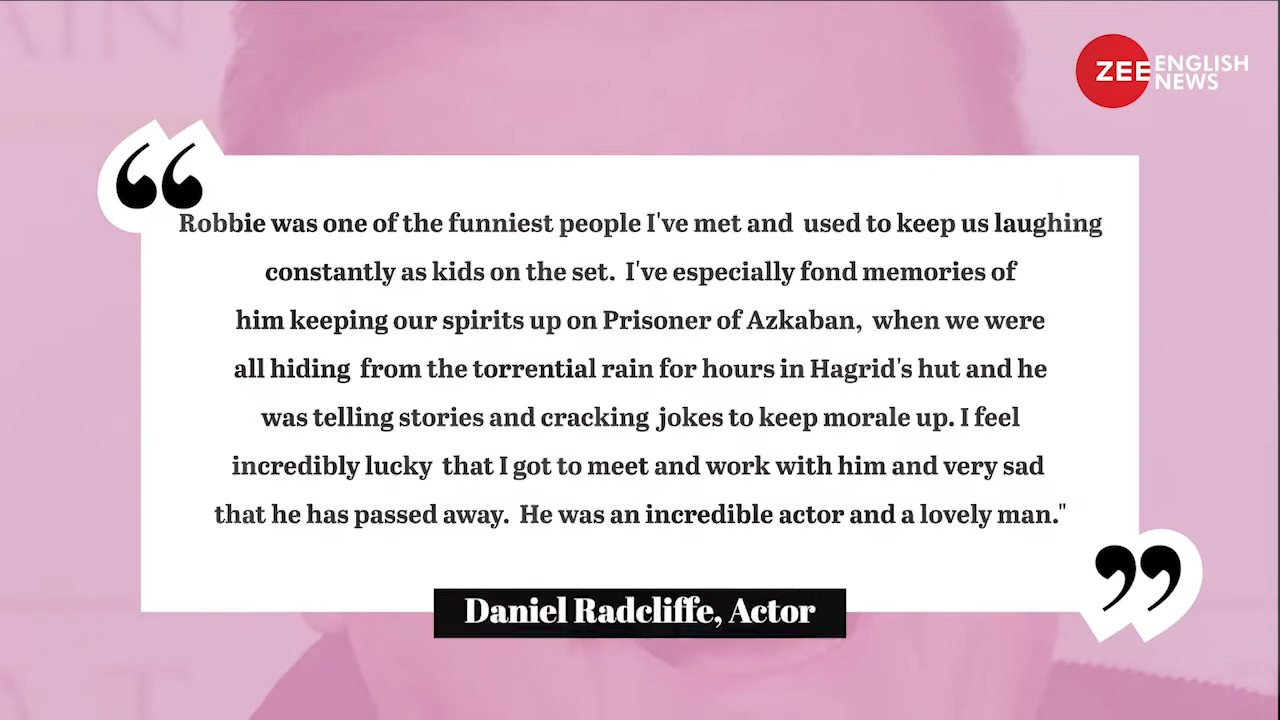 ZEE ENGLISH
NEWS
“
Robbie was one of the funniest people I've met and used to keep us laughing
constantly as kids on the set. I've especially fond memories of
him keeping our spirits up on Prisoner of Azkaban, when we were
all hiding from the torrential rain for hours in Hagrid's hut and he
was telling stories and cracking jokes to keep morale up. I feel
incredibly lucky that I got to meet and work with him and very sad
that he has passed away. He was an incredible actor and a lovely man."
”
Daniel Radcliffe, Actor